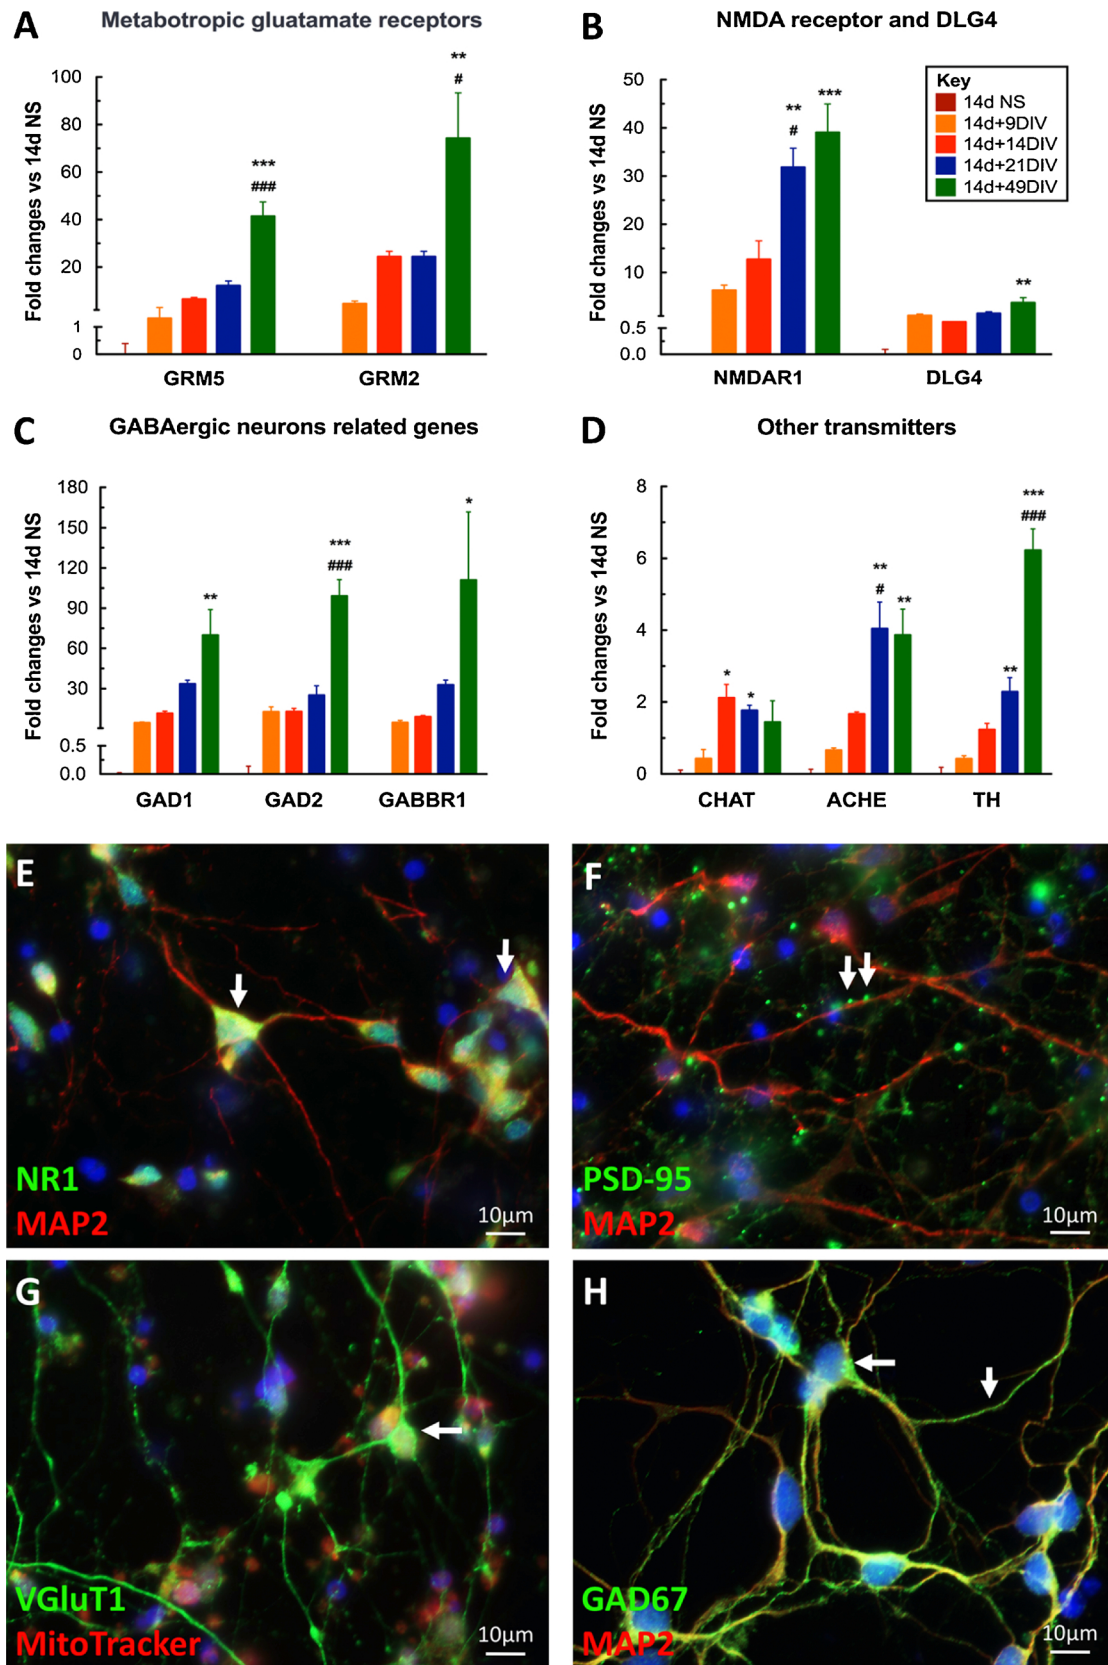 A Metabotropic gluatamate receptors
Fold changes vs 14d NS
100
80
60
40
20
1
0
***
###
**
#
GRM5 GRM2
B NMDA receptor and DLG4
Fold changes vs 14d NS
50
40
30
20
10
0.5
0.0
**
#
***
**
NMDAR1 DLG4
Key
14d NS
14d+9DIV
14d+14DIV
14d+21DIV
14d+49DIV
C GABAergic neurons related genes
Fold changes vs 14d NS
180
150
120
90
60
30
0.5
0.0
**
***
###
*
GAD1 GAD2 GABBR1
D Other transmitters
Fold changes vs 14d NS
8
6
4
2
0
*
*
**
#
**
**
***
###
CHAT ACHE TH
E
NR1
MAP2
10µm
F
PSD-95
MAP2
10µm
G
VGluT1
MitoTracker
10µm
H
GAD67
MAP2
10µm